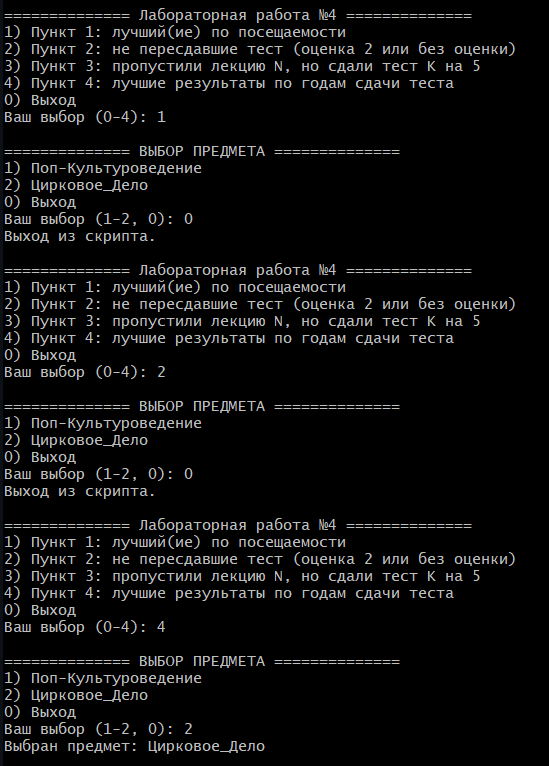 ============== Лабораторная работа №4 ==============
1) Пункт 1: лучший(ие) по посещаемости
2) Пункт 2: не пересдавшие тест (оценка 2 или без оценки)
3) Пункт 3: пропустили лекцию N, но сдали тест K на 5
4) Пункт 4: лучшие результаты по годам сдачи теста
0) Выход
Ваш выбор (0-4): 1
============== ВЫБОР ПРЕДМЕТА ==============
1) Поп-Культуроведение
2) Цирковое_Дело
0) Выход
Ваш выбор (1-2, 0): 0
Выход из скрипта.
============== Лабораторная работа №4 ==============
1) Пункт 1: лучший(ие) по посещаемости
2) Пункт 2: не пересдавшие тест (оценка 2 или без оценки)
3) Пункт 3: пропустили лекцию N, но сдали тест K на 5
4) Пункт 4: лучшие результаты по годам сдачи теста
0) Выход
Ваш выбор (0-4): 2
============== ВЫБОР ПРЕДМЕТА ==============
1) Поп-Культуроведение
2) Цирковое_Дело
0) Выход
Ваш выбор (1-2, 0): 0
Выход из скрипта.
============== Лабораторная работа №4 ==============
1) Пункт 1: лучший(ие) по посещаемости
2) Пункт 2: не пересдавшие тест (оценка 2 или без оценки)
3) Пункт 3: пропустили лекцию N, но сдали тест K на 5
4) Пункт 4: лучшие результаты по годам сдачи теста
0) Выход
Ваш выбор (0-4): 4
============== ВЫБОР ПРЕДМЕТА ==============
1) Поп-Культуроведение
2) Цирковое_Дело
0) Выход
Ваш выбор (1-2, 0): 2
Выбран предмет: Цирковое_Дело